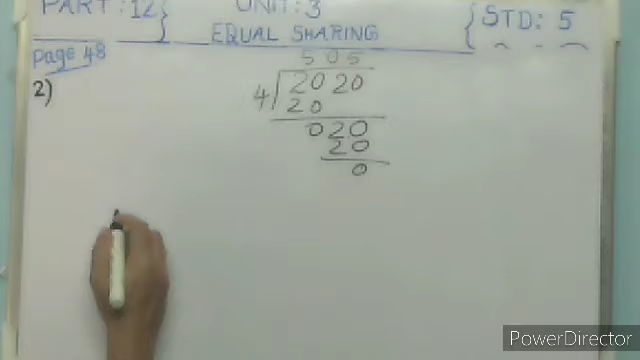 PART: 12 UNIT: 3 STD: 5
EQUAL SHARING
Page 48
2)
505
4 2020
20
020
20
0
PowerDirector